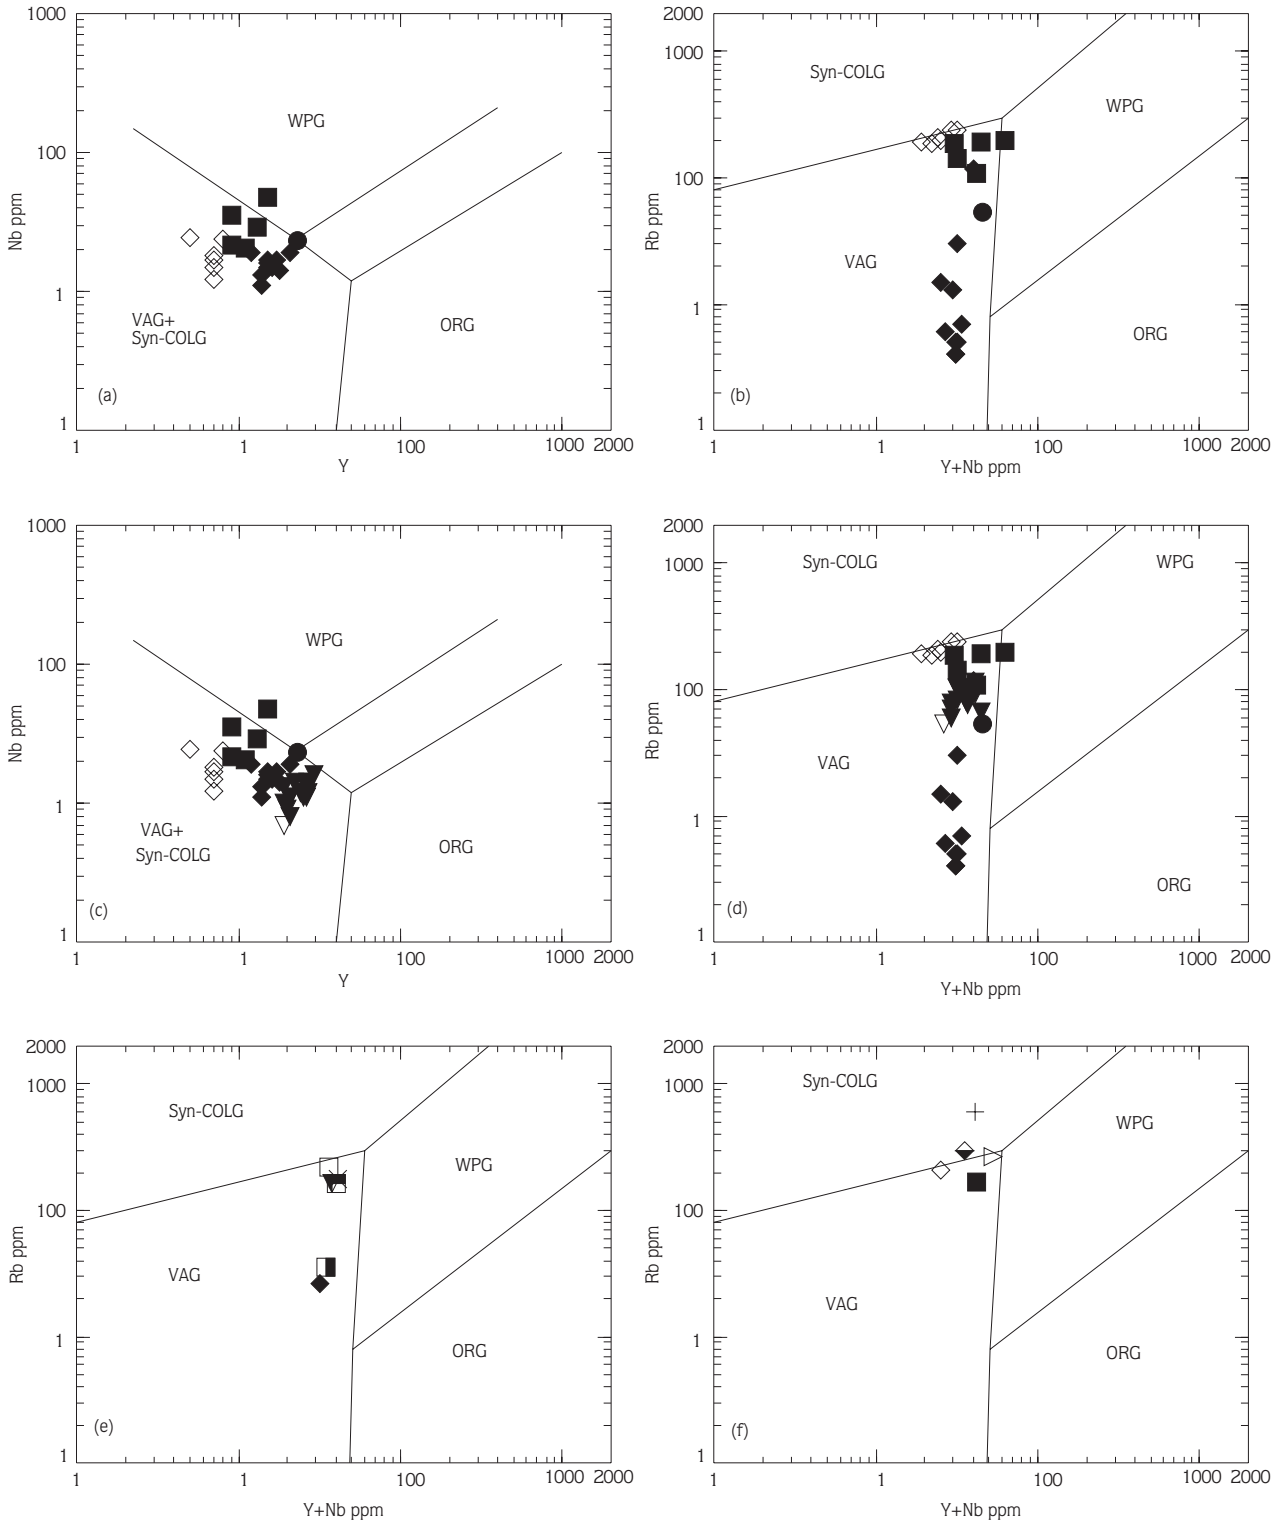 1000
100
1
1
Nb ppm
WPG
VAG+
Syn-COLG
ORG
(a)
1 1 100 1000 2000
Y
2000
1000
100
1
1
Rb ppm
Syn-COLG
WPG
VAG
ORG
(b)
1 1 100 1000 2000
Y+Nb ppm
1000
100
1
1
Nb ppm
WPG
VAG+
Syn-COLG
ORG
(c)
1 1 100 1000 2000
Y
2000
1000
100
1
1
Rb ppm
Syn-COLG
WPG
VAG
ORG
(d)
1 1 100 1000 2000
Y+Nb ppm
2000
1000
100
1
1
Rb ppm
Syn-COLG
WPG
VAG
ORG
(e)
1 1 100 1000 2000
Y+Nb ppm
2000
1000
100
1
1
Rb ppm
Syn-COLG
WPG
VAG
ORG
(f)
1 1 100 1000 2000
Y+Nb ppm